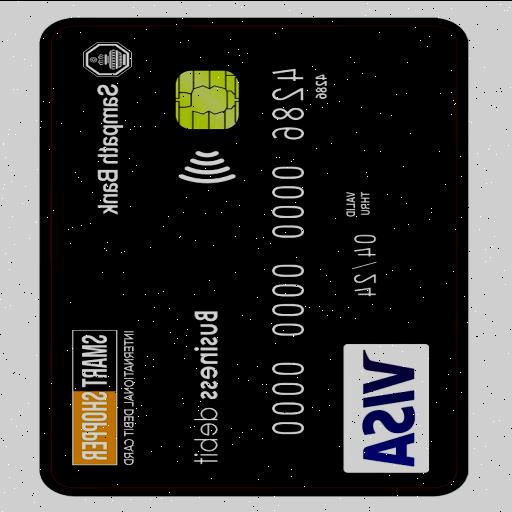 Sampath Bank
SMART SHOPPER
INTERNATIONAL DEBIT CARD
Business debit
4286 0000 0000 0000
4286
VALID
THRU
04/24
VISA